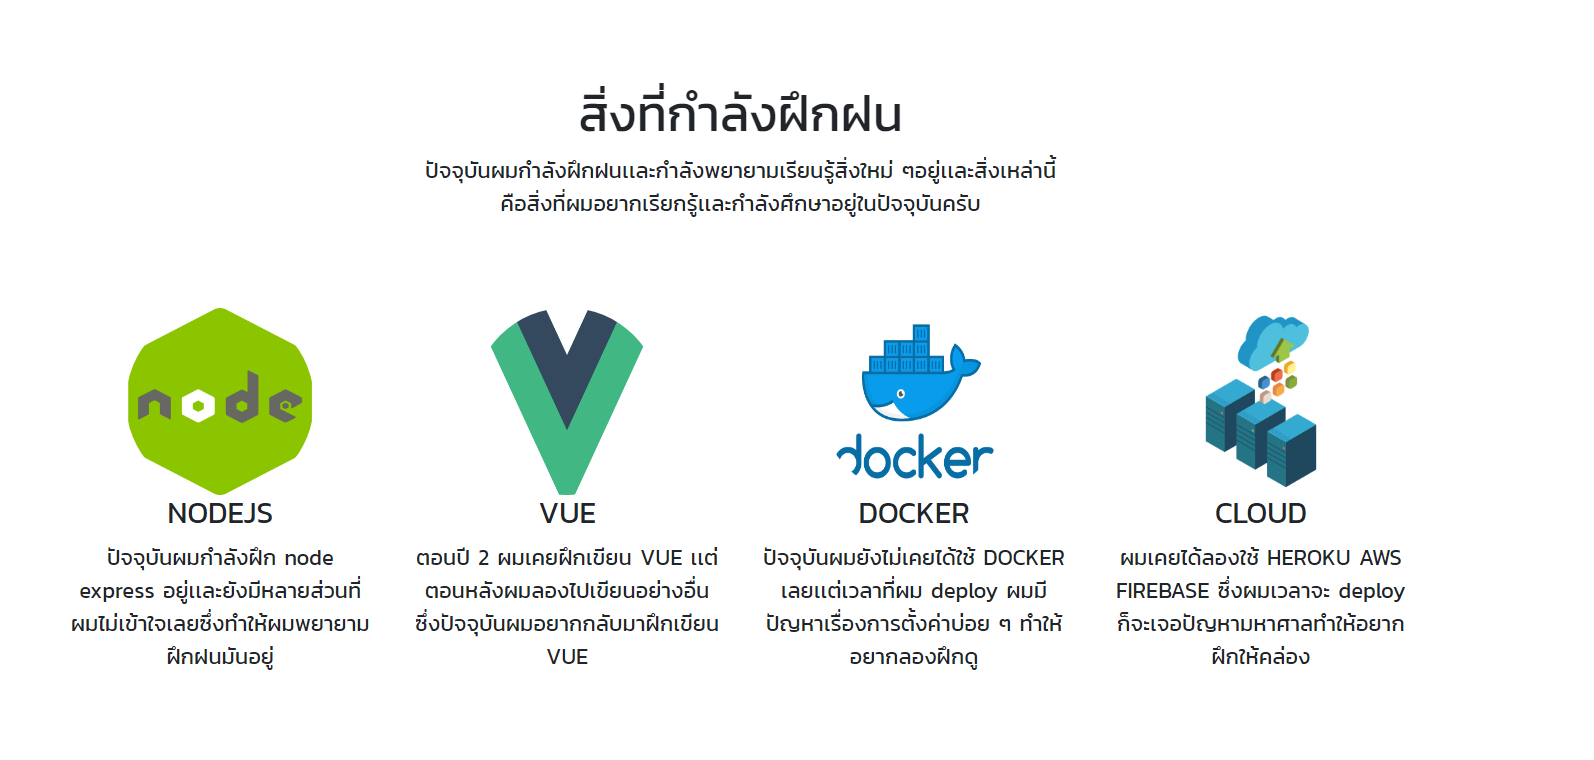 สิ่งที่กำลังฝึกฝน
ปัจจุบันผมกำลังฝึกฝนและกำลังพยายามเรียนรู้สิ่งใหม่ ๆอยู่และสิ่งเหล่านี้
คือสิ่งที่ผมอยากเรียกรู้และกำลังศึกษาอยู่ในปัจจุบันครับ
node
docker
NODEJS
VUE
DOCKER
CLOUD
ปัจจุบันผมกำลังฝึก node
express อยู่และยังมีหลายส่วนที่
ผมไม่เข้าใจเลยซึ่งทำให้ผมพยายาม
ฝึกฝนมันอยู่
ตอนปี 2 ผมเคยฝึกเขียน VUE แต่
ตอนหลังผมลองไปเขียนอย่างอื่น
ซึ่งปัจจุบันผมอยากกลับมาฝึกเขียน
VUE
ปัจจุบันผมยังไม่เคยได้ใช้ DOCKER
เลยแต่เวลาที่ผม deploy ผมมี
ปัญหาเรื่องการตั้งค่าบ่อย ๆ ทำให้
อยากลองฝึกดู
ผมเคยได้ลองใช้ HEROKU AWS
FIREBASE ซึ่งผมเวลาจะ deploy
ก็จะเจอปัญหามหาศาลทำให้อยาก
ฝึกให้คล่อง